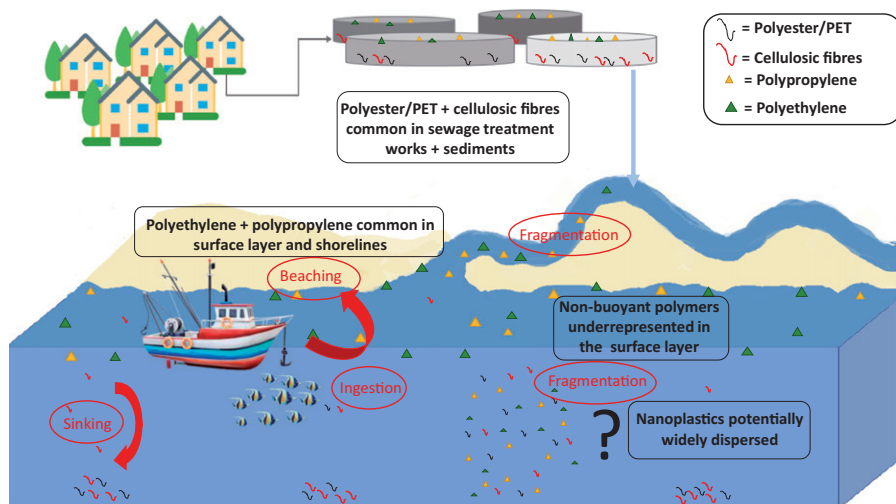 = Polyester/PET
= Cellulosic fibres
= Polypropylene
= Polyethylene
Polyester/PET + cellulosic fibres
common in sewage treatment
works + sediments
Polyethylene + polypropylene common in
surface layer and shorelines
Fragmentation
Beaching
Non-buoyant polymers
underrepresented in
the surface layer
Ingestion
Fragmentation
Sinking
?
Nanoplastics potentially
widely dispersed